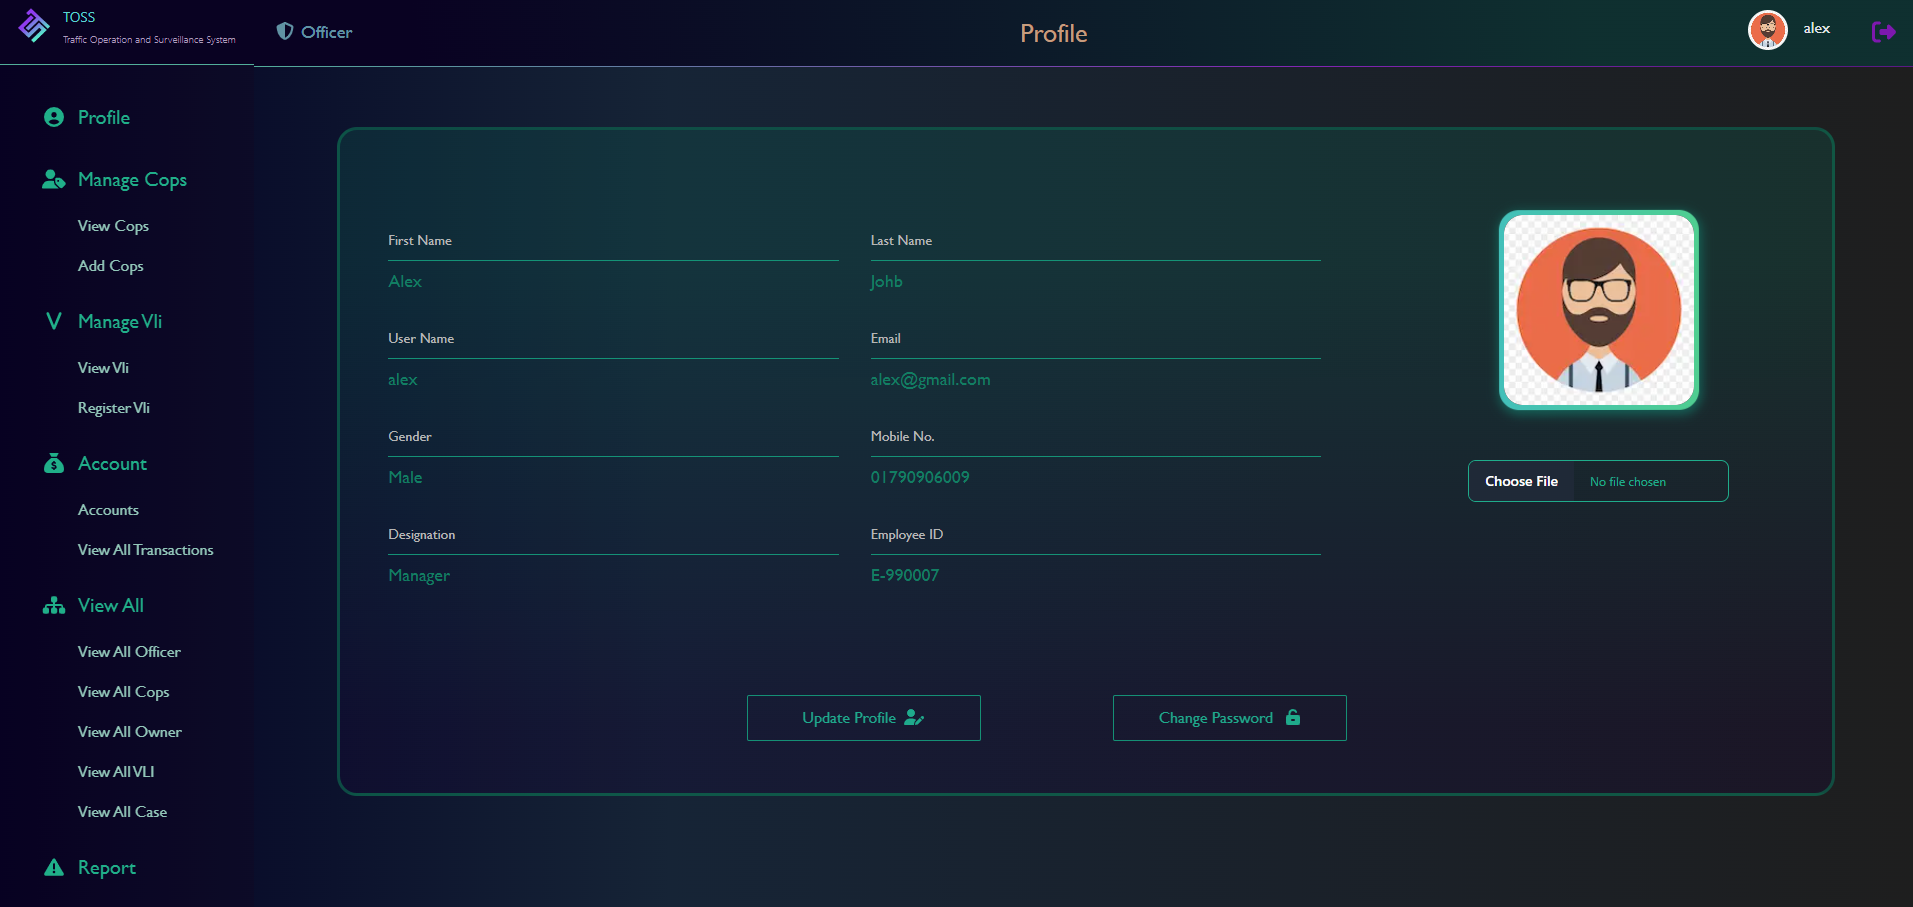 TOSS
Traffic Operation and Surveillance System
Officer
Profile
alex
Profile
Manage Cops
View Cops
Add Cops
Manage Vli
View Vli
Register Vli
Account
Accounts
View All Transactions
View All
View All Officer
View All Cops
View All Owner
View All VLI
View All Case
Report
First Name
Last Name
Alex
Johb
User Name
Email
alex
alex@gmail.com
Gender
Mobile No.
Male
01790906009
Designation
Employee ID
Manager
E-990007
Choose File No file chosen
Update Profile
Change Password